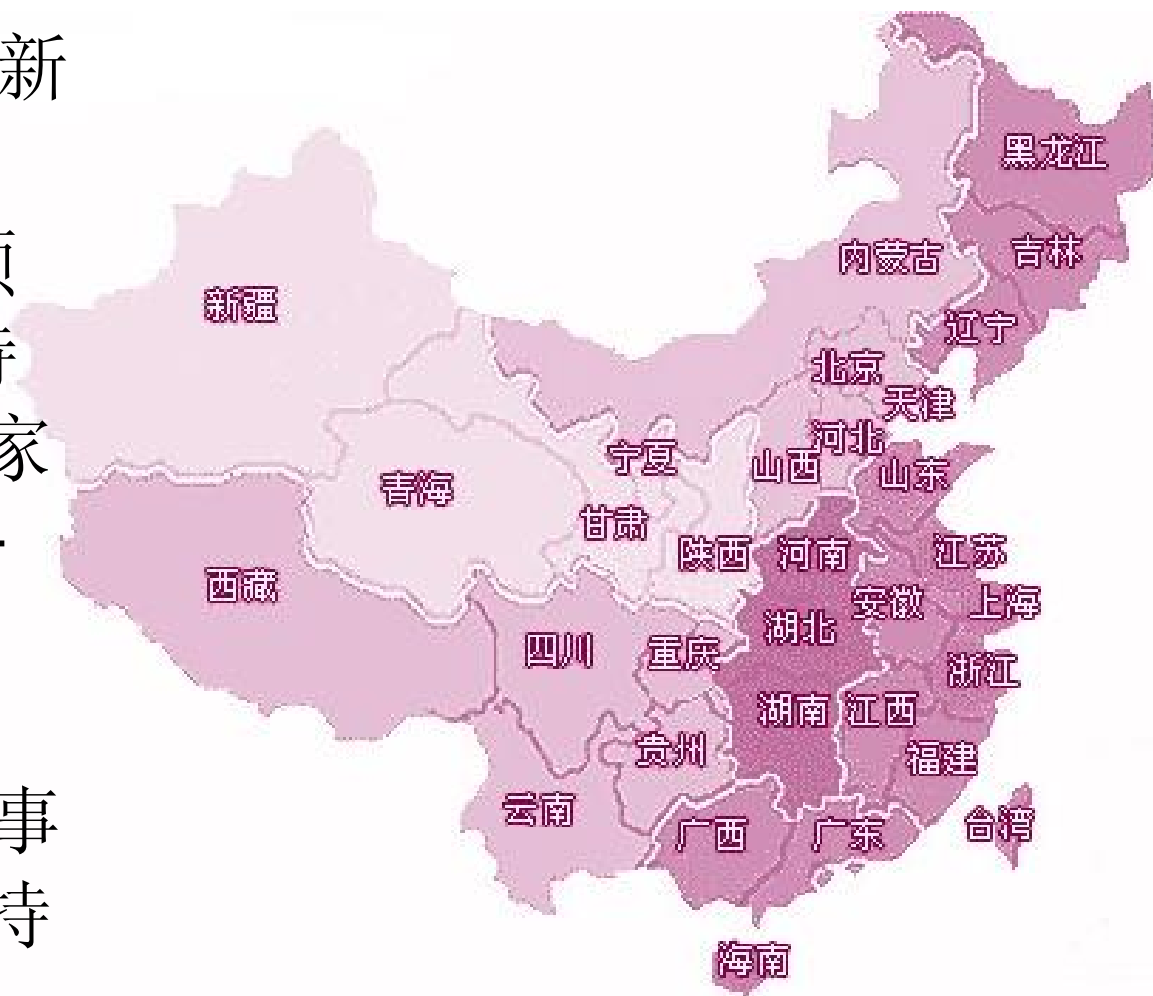 新
家
事
持
黑龙江
吉林
内蒙古
辽宁
新疆
北京
天津
河北
宁夏
山西
山东
青海
甘肃
陕西
河南
江苏
西藏
安徽
上海
湖北
四川
重庆
浙江
湖南
江西
贵州
福建
云南
广西
广东
台湾
海南